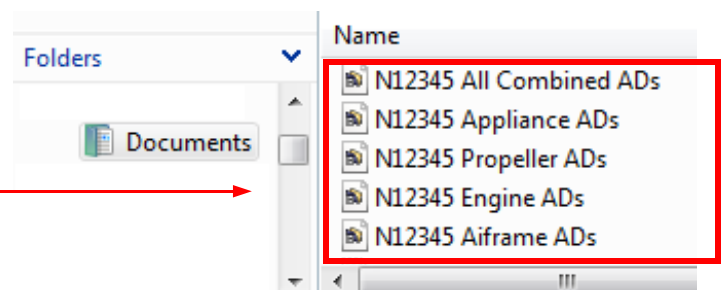 Folders
Documents
Name
N12345 All Combined ADs
N12345 Appliance ADs
N12345 Propeller ADs
N12345 Engine ADs
N12345 Aiframe ADs